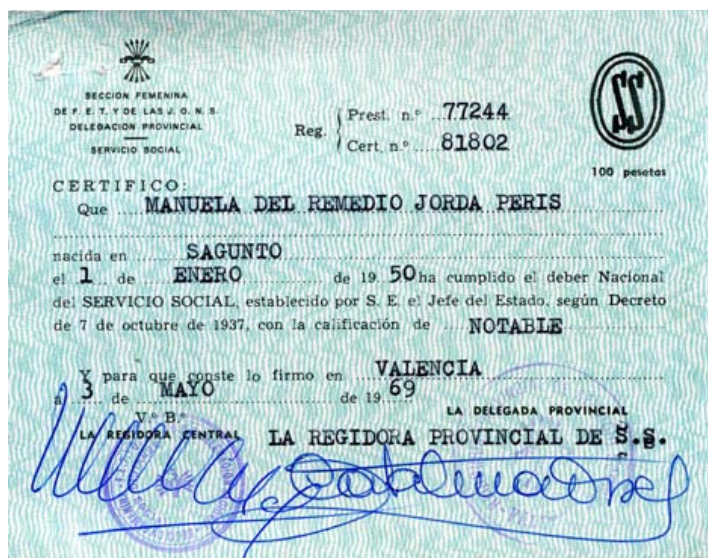 SECCION FEMENINA
DE F. E. T. Y DE LAS J. O. N. S.
DELEGACION PROVINCIAL
SERVICIO SOCIAL
Reg.
Prest. n.º 77244
Cert. n.º 81802
SS
100 pesetas
CERTIFICO:
Que MANUELA DEL REMEDIO JORDA PERIS
nacida en SAGUNTO
el 1 de ENERO de 19 50 ha cumplido el deber Nacional
del SERVICIO SOCIAL, establecido por S. E. el Jefe del Estado, según Decreto
de 7 de octubre de 1937, con la calificación de NOTABLE
Y para que conste lo firmo en VALENCIA
a 3 de MAYO de 19 69
V.º B.º
LA DELEGADA PROVINCIAL
LA REGIDORA CENTRAL LA REGIDORA PROVINCIAL DE S.S.